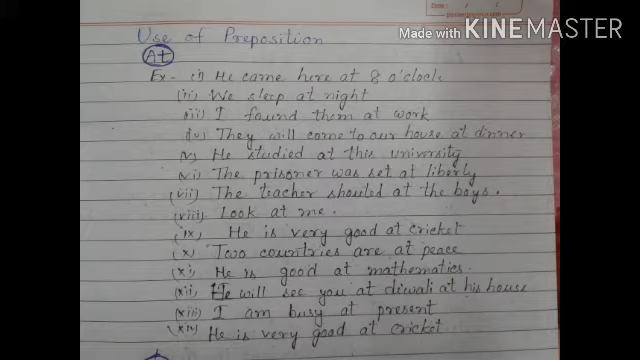 Date :
Made with KINEMASTER
Use of Preposition
At
Ex- (i) He came here at 8 o'clock
(ii) We sleep at night
(iii) I found them at work
(iv) They will come to our house at dinner
(v) He studied at this university
(vi) The prisoner was set at liberty
(vii) The teacher shouted at the boys.
(viii) Look at me.
(ix) He is very good at cricket
(x) Two countries are at peace
(xi) He is good at mathematics
(xii) He will see you at diwali at his house
(xiii) I am busy at present
(xiv) He is very good at cricket